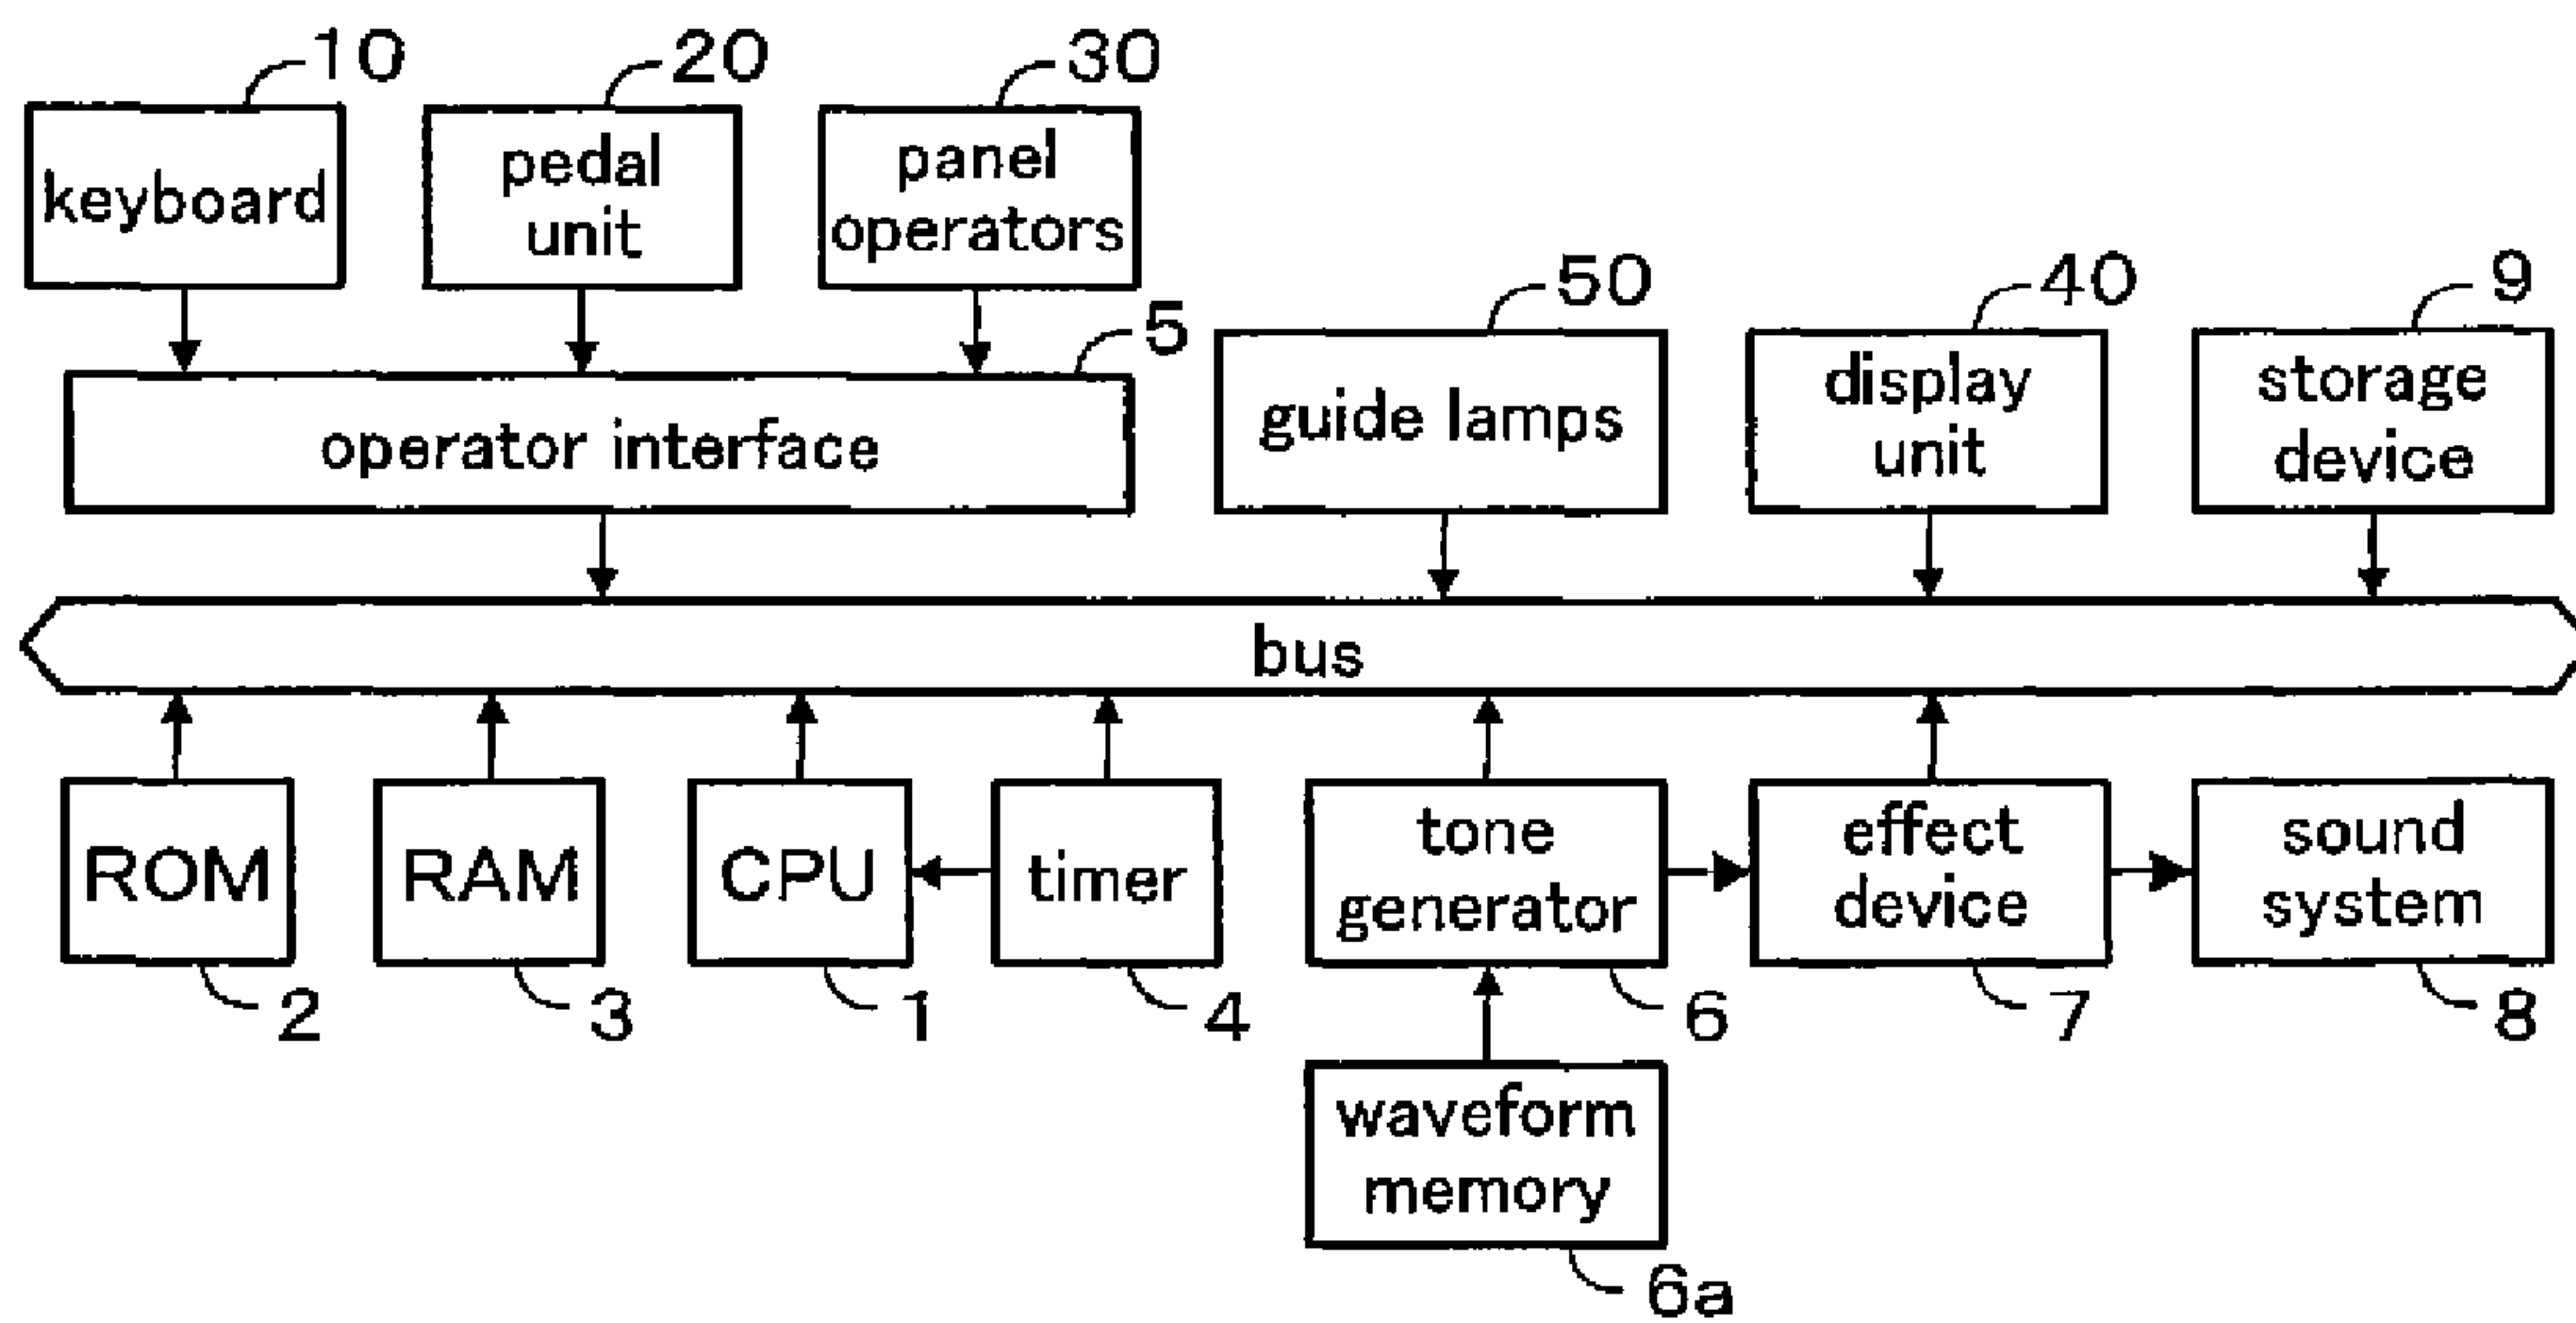 10
20
30
keyboard
pedal
unit
panel
operators
50
40
9
5
operator interface
guide lamps
display
unit
storage
device
bus
ROM
RAM
CPU
timer
tone
generator
effect
device
sound
system
2
3
1
4
6
7
8
waveform
memory
6a